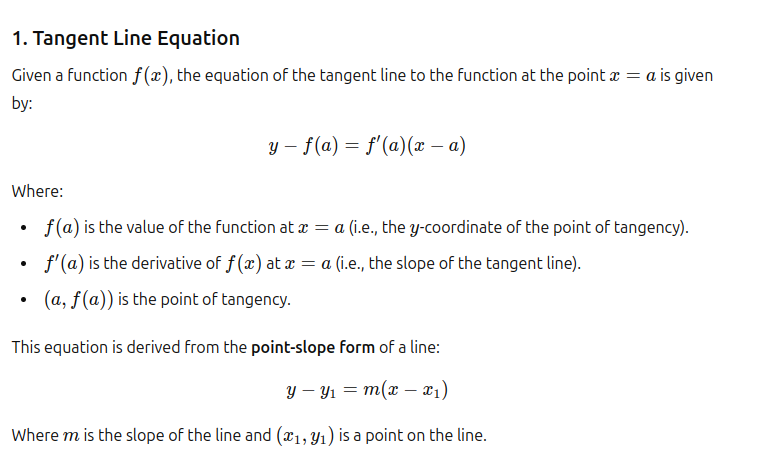 1. Tangent Line Equation
Given a function f(x), the equation of the tangent line to the function at the point x = a is given
by:
y − f(a) = f′(a)(x − a)
Where:
• f(a) is the value of the function at x = a (i.e., the y-coordinate of the point of tangency).
• f′(a) is the derivative of f(x) at x = a (i.e., the slope of the tangent line).
• (a, f(a)) is the point of tangency.
This equation is derived from the point-slope form of a line:
y − y₁ = m(x − x₁)
Where m is the slope of the line and (x₁, y₁) is a point on the line.